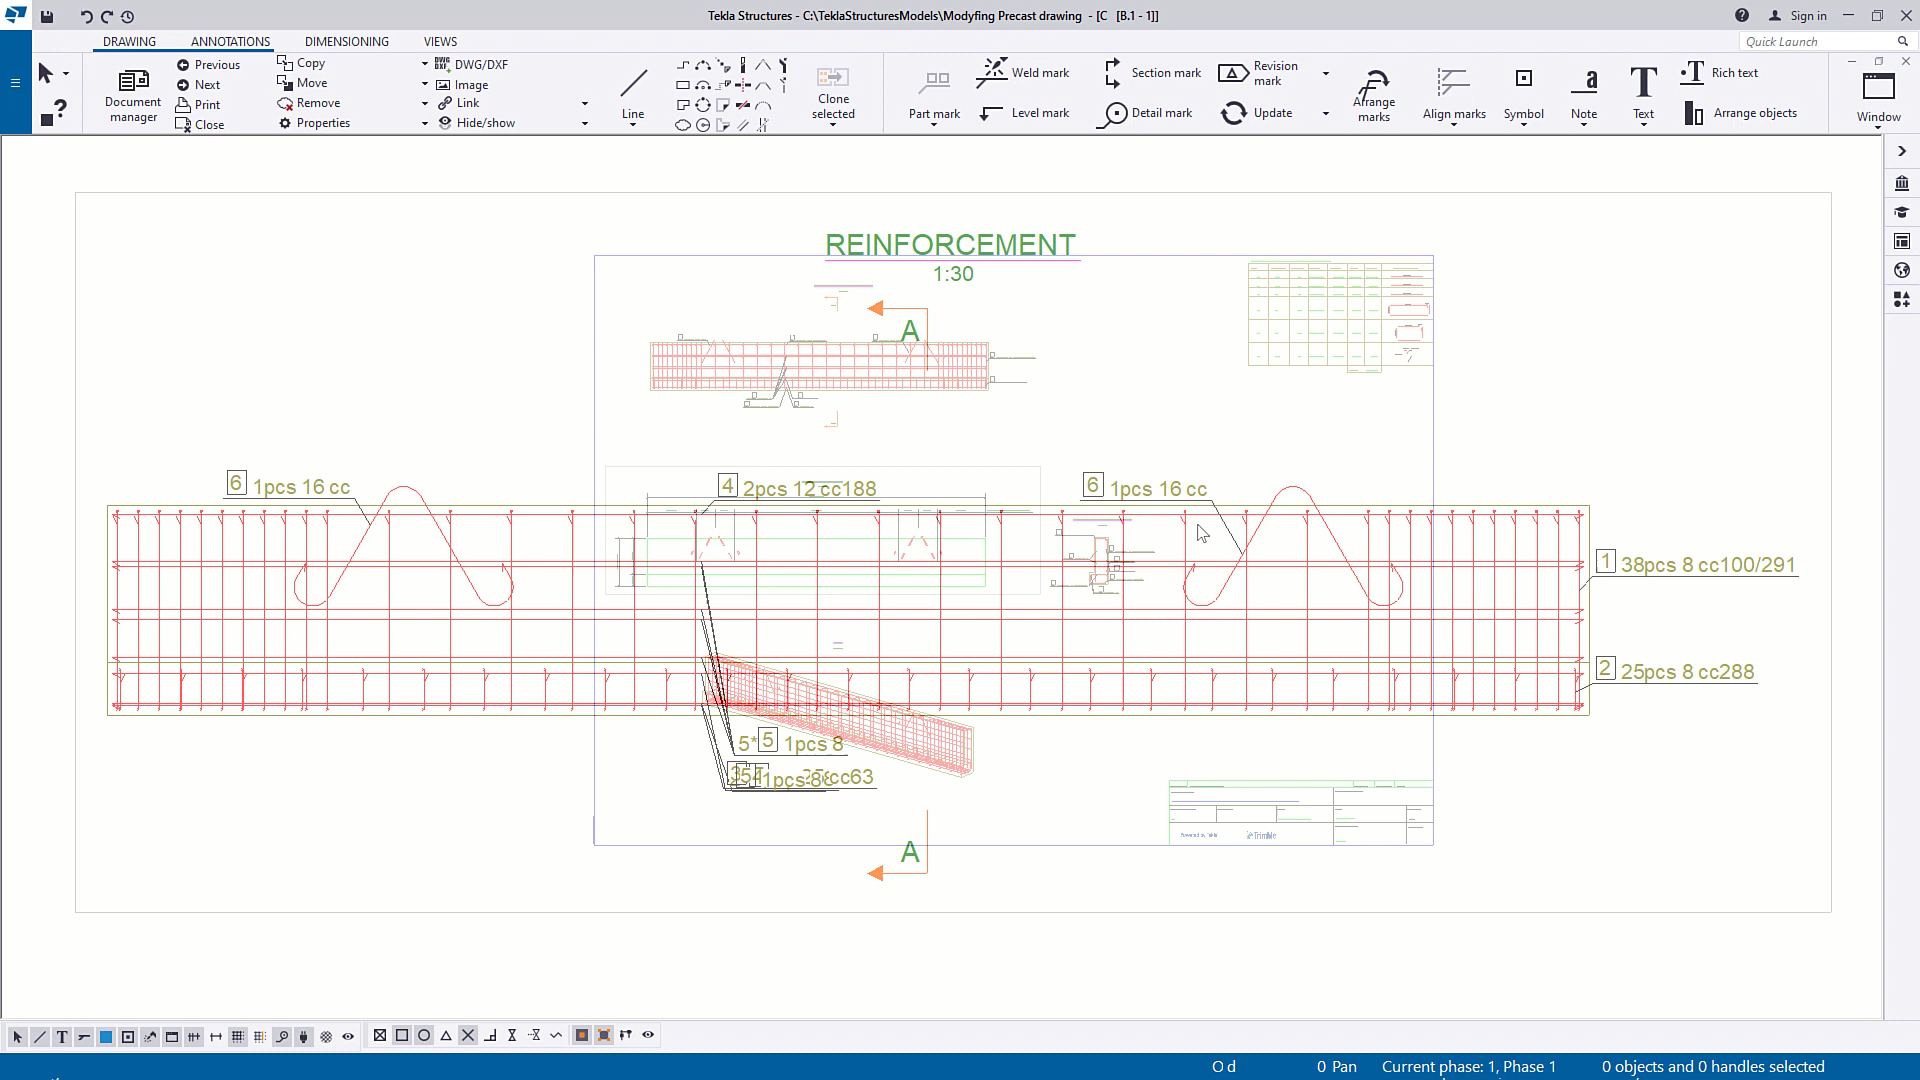 Tekla Structures - C:\TeklaStructuresModels\Modyfing Precast drawing - [C [B.1 - 1]]
Sign in
DRAWING
ANNOTATIONS
DIMENSIONING
VIEWS
Quick Launch
Document manager
Previous
Next
Print
Close
Copy
Move
Remove
Properties
DWG/DXF
Image
Link
Hide/show
Line
Clone selected
Part mark
Weld mark
Level mark
Section mark
Detail mark
Revision mark
Update
Arrange marks
Align marks
Symbol
Note
Text
Rich text
Arrange objects
Window
REINFORCEMENT
1:30
A
6 1pcs 16 cc
4 2pcs 12 cc188
6 1pcs 16 cc
1 38pcs 8 cc100/291
2 25pcs 8 cc288
5* 5 1pcs 8
cc63
Trimble
A
O d
0 Pan
Current phase: 1, Phase 1
0 objects and 0 handles selected